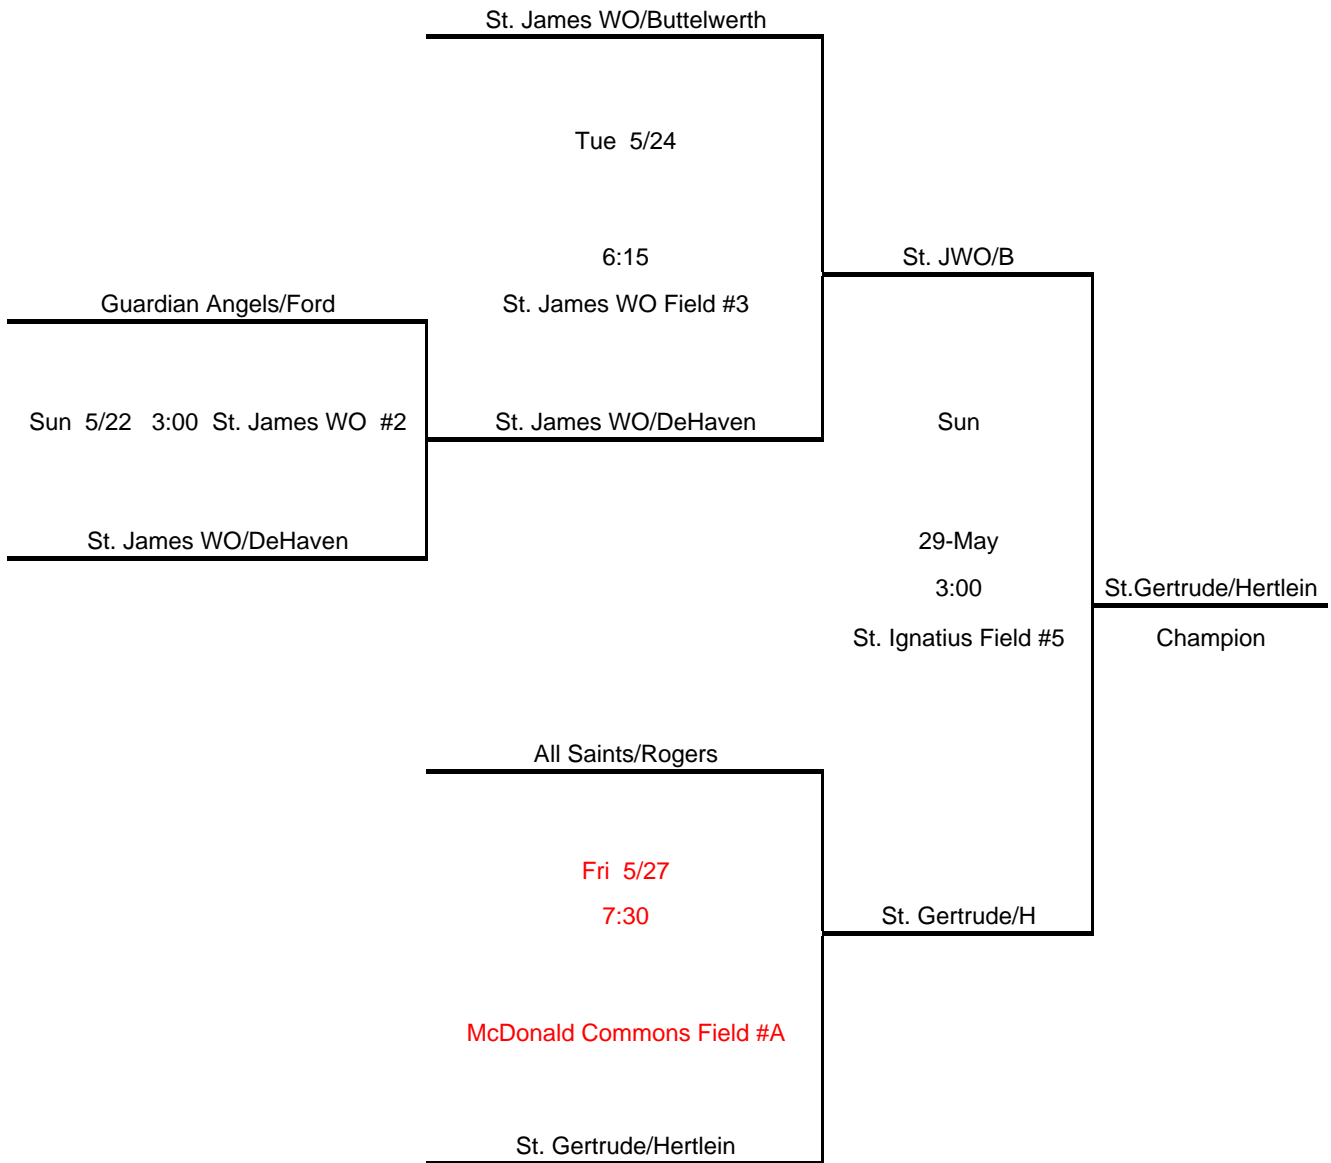 St. James WO/Buttelwerth
Tue  5/24
6:15
St. JWO/B
Guardian Angels/Ford
St. James WO Field #3
Sun  5/22   3:00  St. James WO  #2
St. James WO/DeHaven
Sun
St. James WO/DeHaven
29-May
3:00
St.Gertrude/Hertlein
St. Ignatius Field #5
Champion
All Saints/Rogers
Fri  5/27
7:30
St. Gertrude/H
McDonald Commons Field #A
St. Gertrude/Hertlein